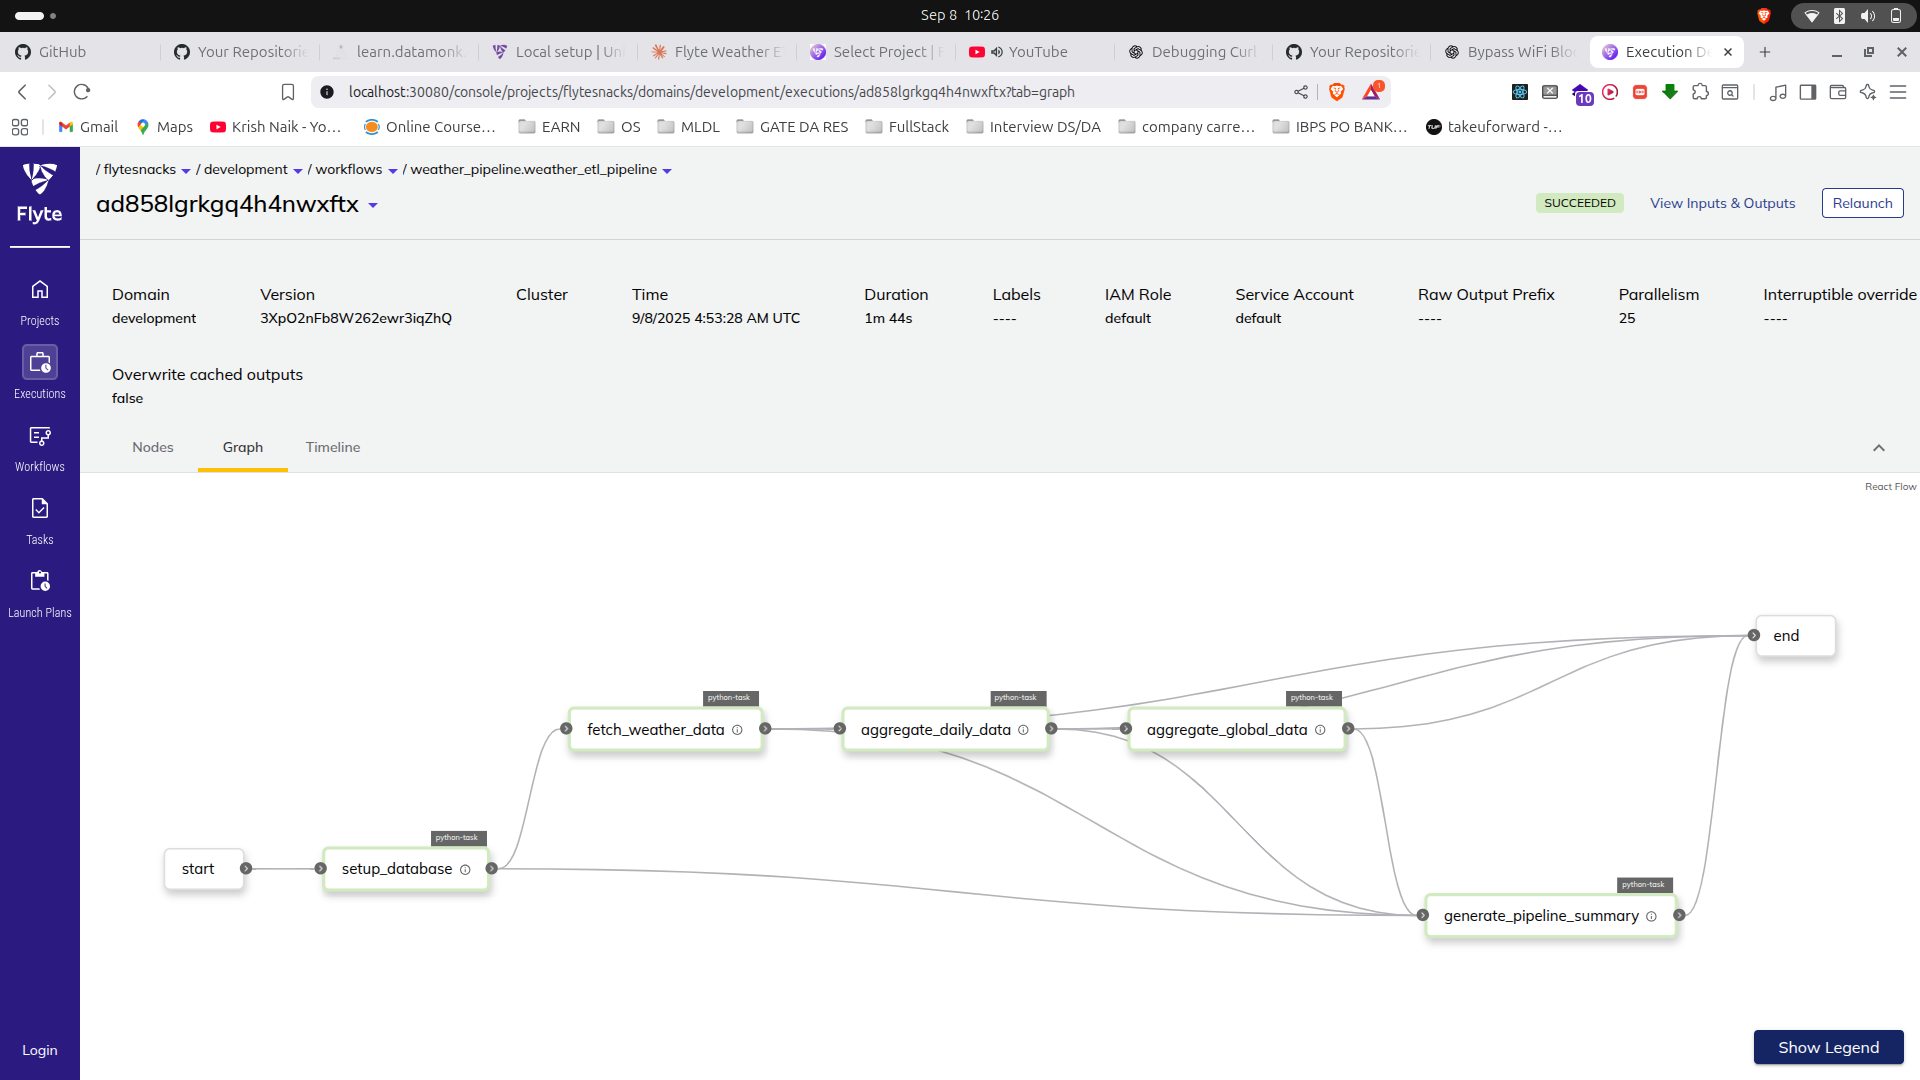 Sep 8 10:26
GitHub
Your Repositorie
learn.datamonk.
Local setup | Uni
Flyte Weather E
Select Project | F
YouTube
Debugging Curl
Your Repositorie
Bypass WiFi Bloc
Execution De
localhost:30080/console/projects/flytesnacks/domains/development/executions/ad858lgrkgq4h4nwxftx?tab=graph
1
10
Gmail
Maps
Krish Naik - Yo...
Online Course...
EARN
OS
MLDL
GATE DA RES
FullStack
Interview DS/DA
company carre...
IBPS PO BANK...
takeuforward -...
Flyte
/ flytesnacks / development / workflows / weather_pipeline.weather_etl_pipeline
ad858lgrkgq4h4nwxftx
SUCCEEDED
View Inputs & Outputs
Relaunch
Domain
development
Version
3XpO2nFb8W262ewr3iqZhQ
Cluster
Time
9/8/2025 4:53:28 AM UTC
Duration
1m 44s
Labels
----
IAM Role
default
Service Account
default
Raw Output Prefix
----
Parallelism
25
Interruptible override
----
Overwrite cached outputs
false
Projects
Executions
Workflows
Tasks
Launch Plans
Login
Nodes
Graph
Timeline
React Flow
end
python-task
fetch_weather_data
python-task
aggregate_daily_data
python-task
aggregate_global_data
start
python-task
setup_database
python-task
generate_pipeline_summary
Show Legend